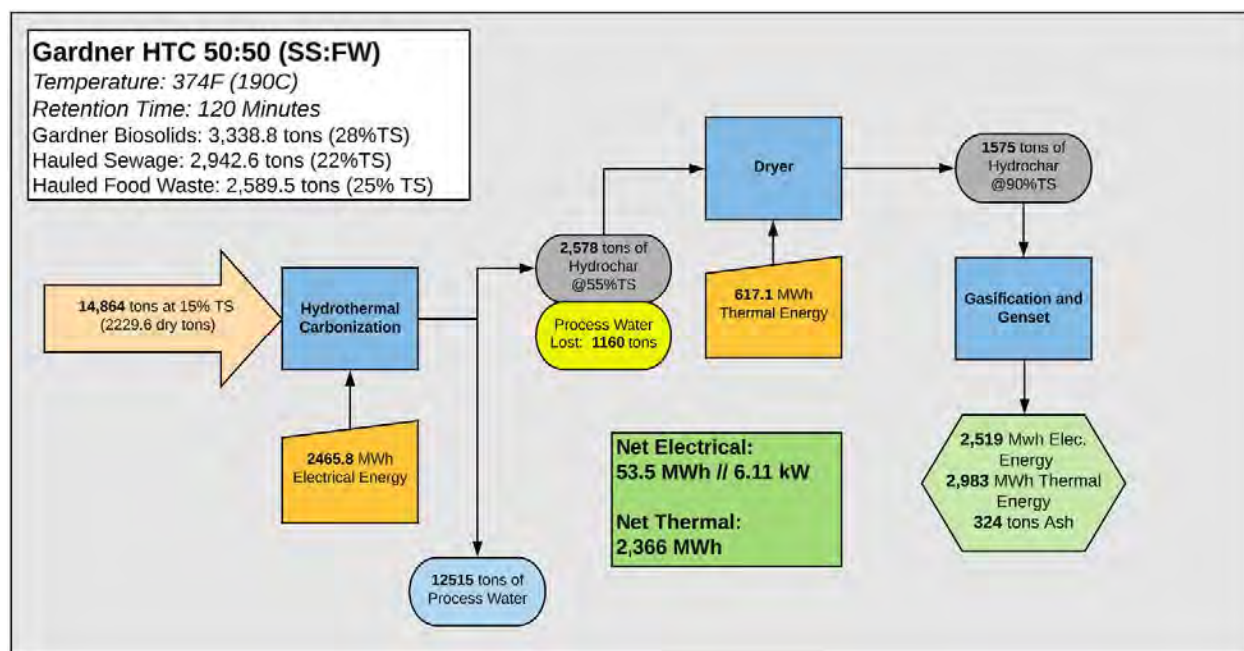 Gardner HTC 50:50 (SS:FW)
Temperature: 374F (190C)
Retention Time: 120 Minutes
Gardner Biosolids: 3,338.8 tons (28%TS)
Hauled Sewage: 2,942.6 tons (22%TS)
Hauled Food Waste: 2,589.5 tons (25% TS)
14,864 tons at 15% TS
(2229.6 dry tons)
Hydrothermal
Carbonization
2465.8 MWh
Electrical Energy
12515 tons of
Process Water
2,578 tons of
Hydrochar
@55%TS
Process Water
Lost: 1160 tons
Dryer
617.1 MWh
Thermal Energy
1575 tons of
Hydrochar
@90%TS
Gasification and
Genset
2,519 Mwh Elec.
Energy
2,983 MWh Thermal
Energy
324 tons Ash
Net Electrical:
53.5 MWh // 6.11 kW
Net Thermal:
2,366 MWh